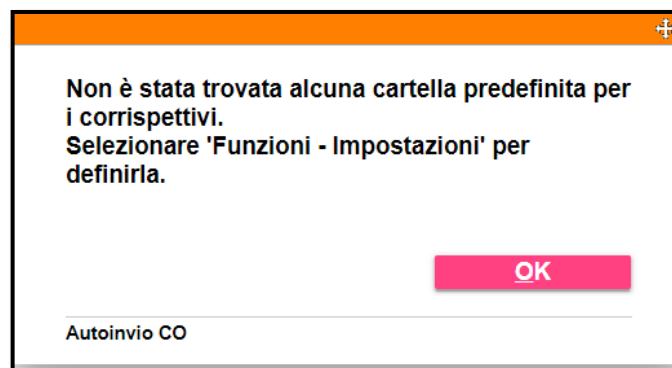 Non è stata trovata alcuna cartella predefinita per
i corrispettivi.
Selezionare 'Funzioni - Impostazioni' per
definirla.
OK
Autoinvio CO